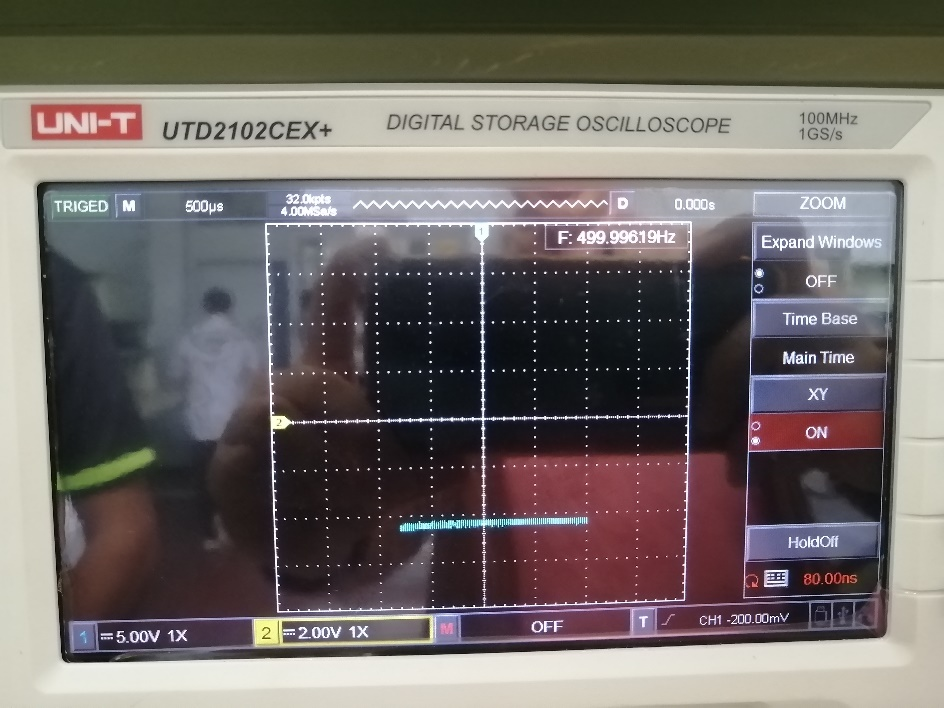 UNI-T UTD2102CEX+ DIGITAL STORAGE OSCILLOSCOPE 100MHz
1GS/s
TRIGED M 500µs 32.0kpts D 0.000s ZOOM
4.00MSa/s
1
F: 499.99619Hz
Expand Windows
OFF
Time Base
Main Time
XY
2
ON
HoldOff
80.00ns
1 5.00V 1X 2 2.00V 1X M OFF T CH1 -200.00mV